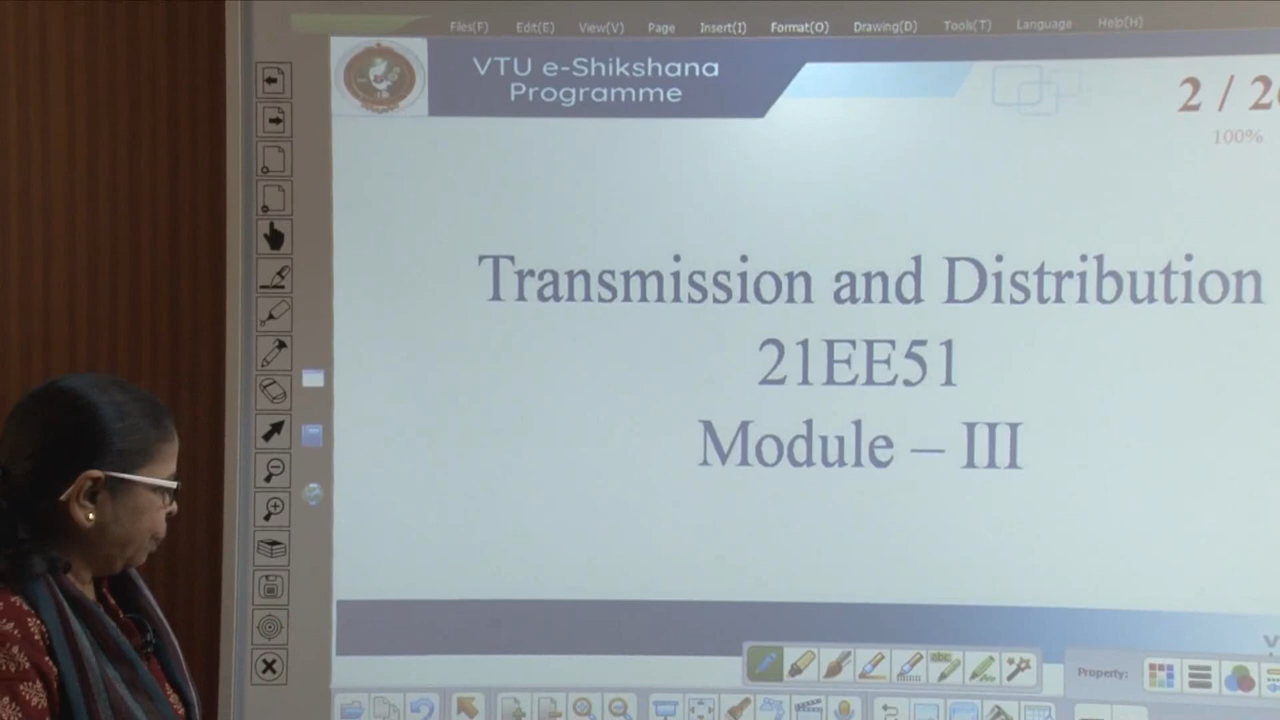 Files(F) Edit(E) View(V) Page Insert(I) Format(O) Drawing(D) Tools(T) Language Help(H)
VTU e-Shikshana
Programme
2 / 2
100%
Transmission and Distribution
21EE51
Module – III
abc
Property: